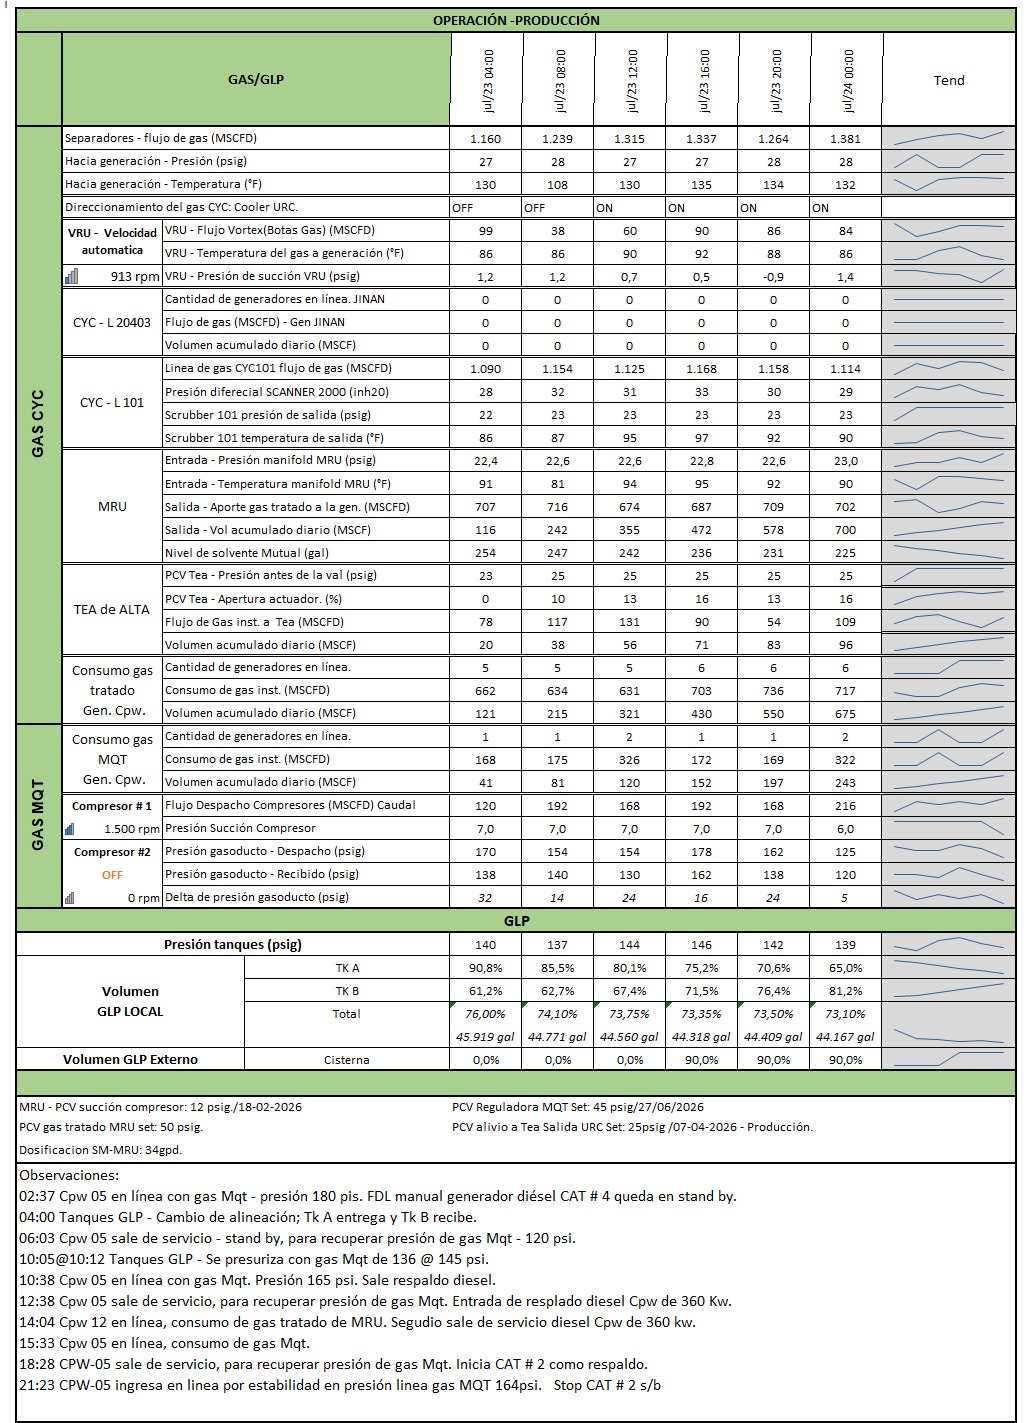 OPERACIÓN -PRODUCCIÓN
GAS/GLP jul/23 04:00 jul/23 08:00 jul/23 12:00 jul/23 16:00 jul/23 20:00 jul/24 00:00 Tend
GAS CYC
Separadores - flujo de gas (MSCFD) 1.160 1.239 1.315 1.337 1.264 1.381
Hacia generación - Presión (psig) 27 28 27 27 28 28
Hacia generación - Temperatura (°F) 130 108 130 135 134 132
Direccionamiento del gas CYC: Cooler URC. OFF OFF ON ON ON ON
VRU - Velocidad automatica
913 rpm
VRU - Flujo Vortex(Botas Gas) (MSCFD) 99 38 60 90 86 84
VRU - Temperatura del gas a generación (°F) 86 86 90 92 88 86
VRU - Presión de succión VRU (psig) 1,2 1,2 0,7 0,5 -0,9 1,4
CYC - L 20403
Cantidad de generadores en línea. JINAN 0 0 0 0 0 0
Flujo de gas (MSCFD) - Gen JINAN 0 0 0 0 0 0
Volumen acumulado diario (MSCF) 0 0 0 0 0 0
CYC - L 101
Linea de gas CYC101 flujo de gas (MSCFD) 1.090 1.154 1.125 1.168 1.158 1.114
Presión diferecial SCANNER 2000 (inh20) 28 32 31 33 30 29
Scrubber 101 presión de salida (psig) 22 23 23 23 23 23
Scrubber 101 temperatura de salida (°F) 86 87 95 97 92 90
MRU
Entrada - Presión manifold MRU (psig) 22,4 22,6 22,6 22,8 22,6 23,0
Entrada - Temperatura manifold MRU (°F) 91 81 94 95 92 90
Salida - Aporte gas tratado a la gen. (MSCFD) 707 716 674 687 709 702
Salida - Vol acumulado diario (MSCF) 116 242 355 472 578 700
Nivel de solvente Mutual (gal) 254 247 242 236 231 225
TEA de ALTA
PCV Tea - Presión antes de la val (psig) 23 25 25 25 25 25
PCV Tea - Apertura actuador. (%) 0 10 13 16 13 16
Flujo de Gas inst. a Tea (MSCFD) 78 117 131 90 54 109
Volumen acumulado diario (MSCF) 20 38 56 71 83 96
Consumo gas
tratado
Gen. Cpw.
Cantidad de generadores en línea. 5 5 5 6 6 6
Consumo de gas inst. (MSCFD) 662 634 631 703 736 717
Volumen acumulado diario (MSCF) 121 215 321 430 550 675
GAS MQT
Consumo gas
MQT
Gen. Cpw.
Cantidad de generadores en línea. 1 1 2 1 1 2
Consumo de gas inst. (MSCFD) 168 175 326 172 169 322
Volumen acumulado diario (MSCF) 41 81 120 152 197 243
Compresor # 1
1.500 rpm
Flujo Despacho Compresores (MSCFD) Caudal 120 192 168 192 168 216
Presión Succión Compresor 7,0 7,0 7,0 7,0 7,0 6,0
Compresor #2
OFF
0 rpm
Presión gasoducto - Despacho (psig) 170 154 154 178 162 125
Presión gasoducto - Recibido (psig) 138 140 130 162 138 120
Delta de presión gasoducto (psig) 32 14 24 16 24 5
GLP
Presión tanques (psig) 140 137 144 146 142 139
Volumen
GLP LOCAL
TK A 90,8% 85,5% 80,1% 75,2% 70,6% 65,0%
TK B 61,2% 62,7% 67,4% 71,5% 76,4% 81,2%
Total 76,00% 74,10% 73,75% 73,35% 73,50% 73,10%
45.919 gal 44.771 gal 44.560 gal 44.318 gal 44.409 gal 44.167 gal
Volumen GLP Externo Cisterna 0,0% 0,0% 0,0% 90,0% 90,0% 90,0%
MRU - PCV succión compresor: 12 psig./18-02-2026 PCV Reguladora MQT Set: 45 psig/27/06/2026
PCV gas tratado MRU set: 50 psig. PCV alivio a Tea Salida URC Set: 25psig /07-04-2026 - Producción.
Dosificacion SM-MRU: 34gpd.
Observaciones:
02:37 Cpw 05 en línea con gas Mqt - presión 180 pis. FDL manual generador diésel CAT # 4 queda en stand by.
04:00 Tanques GLP - Cambio de alineación; Tk A entrega y Tk B recibe.
06:03 Cpw 05 sale de servicio - stand by, para recuperar presión de gas Mqt - 120 psi.
10:05@10:12 Tanques GLP - Se presuriza con gas Mqt de 136 @ 145 psi.
10:38 Cpw 05 en línea con gas Mqt. Presión 165 psi. Sale respaldo diesel.
12:38 Cpw 05 sale de servicio, para recuperar presión de gas Mqt. Entrada de resplado diesel Cpw de 360 Kw.
14:04 Cpw 12 en línea, consumo de gas tratado de MRU. Segudio sale de servicio diesel Cpw de 360 kw.
15:33 Cpw 05 en línea, consumo de gas Mqt.
18:28 CPW-05 sale de servicio, para recuperar presión de gas Mqt. Inicia CAT # 2 como respaldo.
21:23 CPW-05 ingresa en linea por estabilidad en presión linea gas MQT 164psi. Stop CAT # 2 s/b